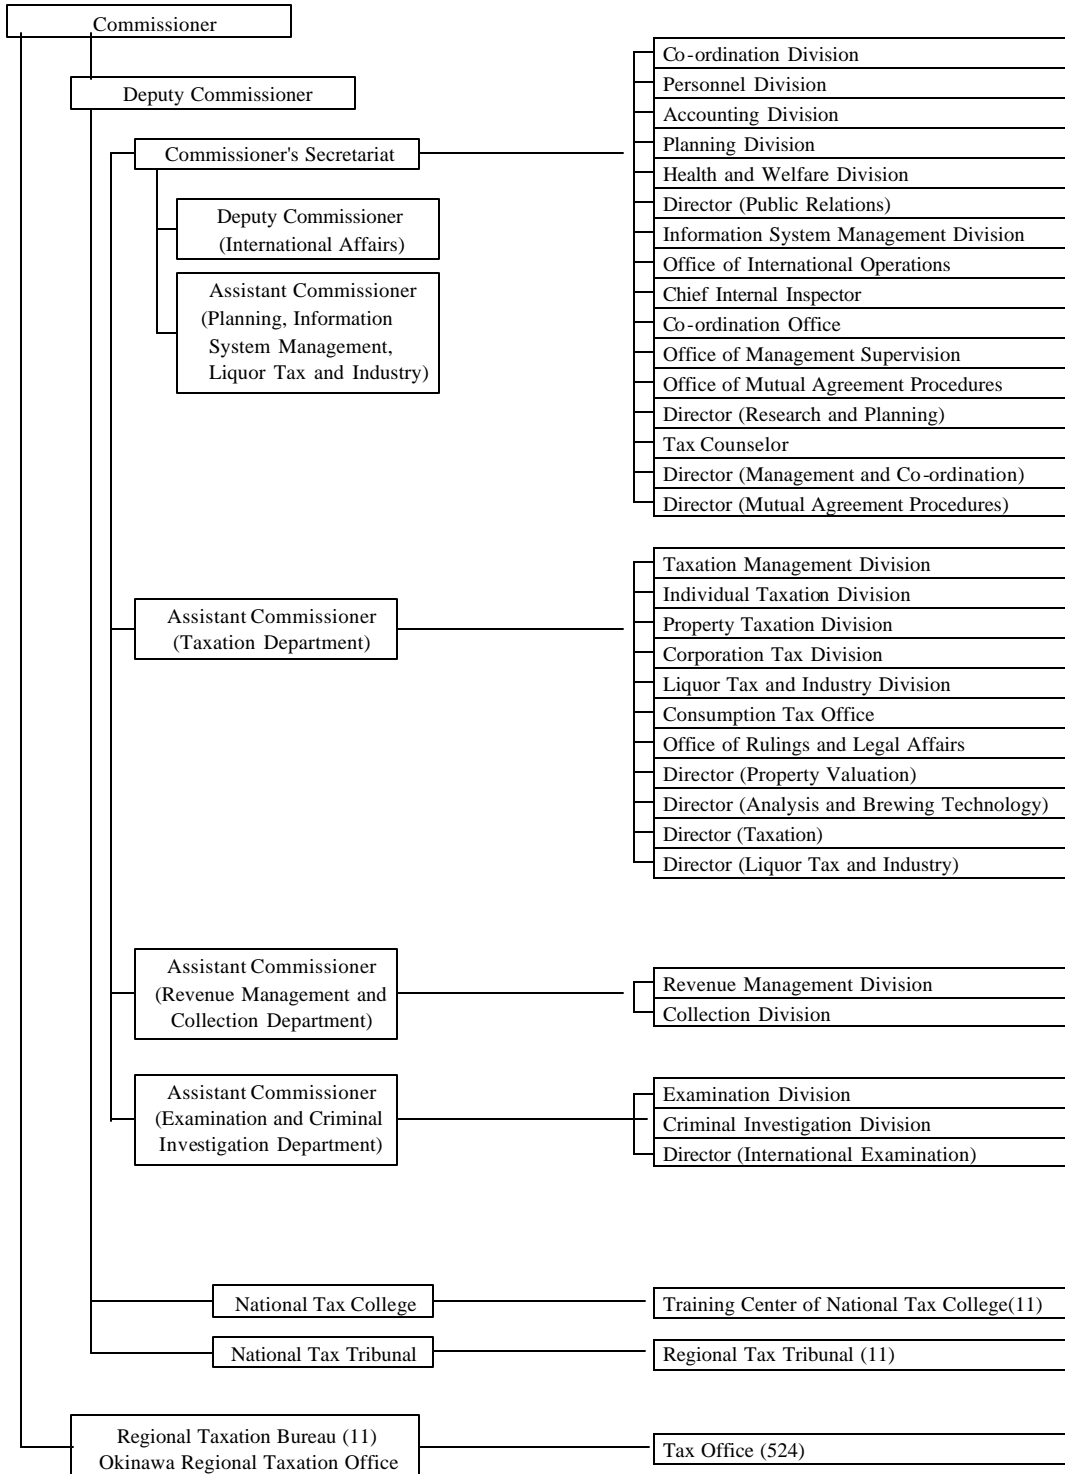 Commissioner
Deputy Commissioner
Commissioner's Secretariat
Deputy Commissioner
(International Affairs)
Assistant Commissioner
(Planning, Information
System Management,
Liquor Tax and Industry)
Co-ordination Division
Personnel Division
Accounting Division
Planning Division
Health and Welfare Division
Director (Public Relations)
Information System Management Division
Office of International Operations
Chief Internal Inspector
Co-ordination Office
Office of Management Supervision
Office of Mutual Agreement Procedures
Director (Research and Planning)
Tax Counselor
Director (Management and Co-ordination)
Director (Mutual Agreement Procedures)
Assistant Commissioner
(Taxation Department)
Taxation Management Division
Individual Taxation Division
Property Taxation Division
Corporation Tax Division
Liquor Tax and Industry Division
Consumption Tax Office
Office of Rulings and Legal Affairs
Director (Property Valuation)
Director (Analysis and Brewing Technology)
Director (Taxation)
Director (Liquor Tax and Industry)
Assistant Commissioner
(Revenue Management and
Collection Department)
Revenue Management Division
Collection Division
Assistant Commissioner
(Examination and Criminal
Investigation Department)
Examination Division
Criminal Investigation Division
Director (International Examination)
National Tax College
Training Center of National Tax College(11)
National Tax Tribunal
Regional Tax Tribunal (11)
Regional Taxation Bureau (11)
Okinawa Regional Taxation Office
Tax Office (524)